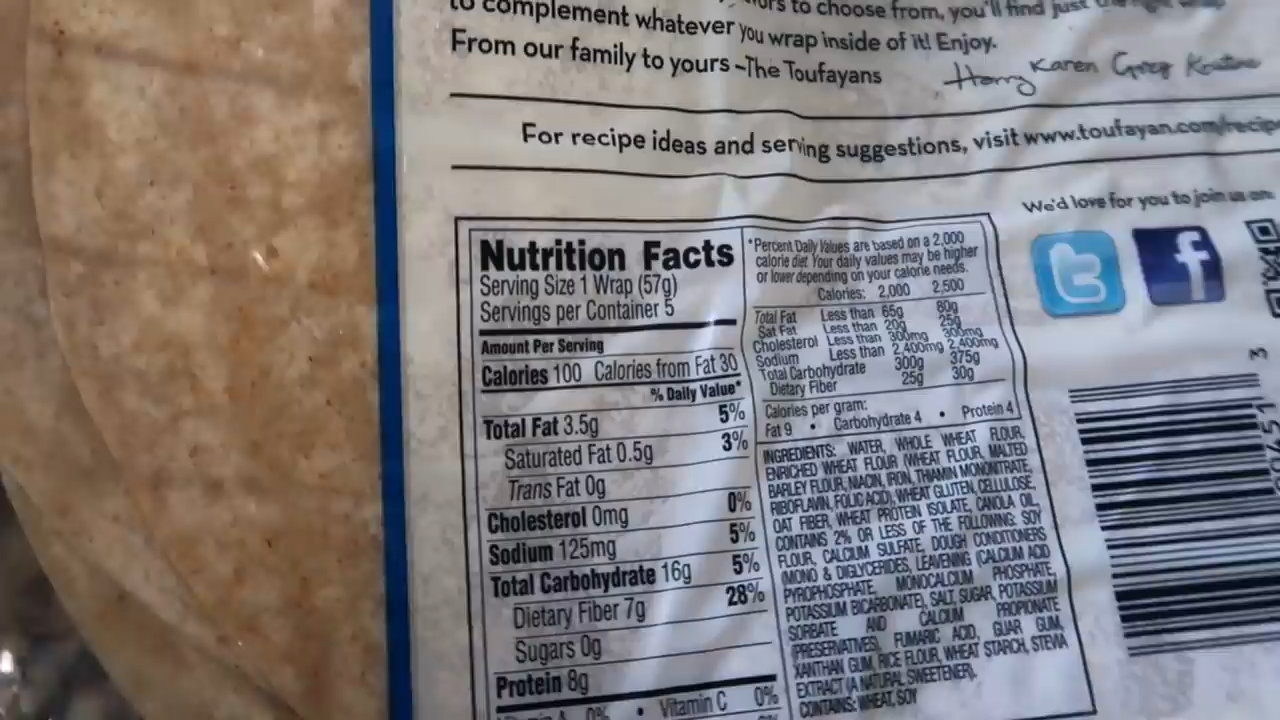 to choose from, you'll find just
to complement whatever you wrap inside of it! Enjoy.
From our family to yours –The Toufayans
Harry Karen Greg Kristine
For recipe ideas and serving suggestions, visit www.toufayan.com/recip
We'd love for you to join us on:
Nutrition Facts
Serving Size 1 Wrap (57g)
Servings per Container 5
Amount Per Serving
Calories 100 Calories from Fat 30
% Daily Value*
Total Fat 3.5g 5%
Saturated Fat 0.5g 3%
Trans Fat 0g
Cholesterol 0mg 0%
Sodium 125mg 5%
Total Carbohydrate 16g 5%
Dietary Fiber 7g 28%
Sugars 0g
Protein 8g
0% • Vitamin C 0%
*Percent Daily Values are based on a 2,000
calorie diet. Your daily values may be higher
or lower depending on your calorie needs.
Calories: 2,000 2,500
Total Fat Less than 65g 80g
Sat Fat Less than 20g 25g
Cholesterol Less than 300mg 300mg
Sodium Less than 2,400mg 2,400mg
Total Carbohydrate 300g 375g
Dietary Fiber 25g 30g
Calories per gram:
Fat 9 • Carbohydrate 4 • Protein 4
INGREDIENTS: WATER, WHOLE WHEAT FLOUR,
ENRICHED WHEAT FLOUR (WHEAT FLOUR, MALTED
BARLEY FLOUR, NIACIN, IRON, THIAMIN MONONITRATE,
RIBOFLAVIN, FOLIC ACID), WHEAT GLUTEN, CELLULOSE,
OAT FIBER, WHEAT PROTEIN ISOLATE, CANOLA OIL,
CONTAINS 2% OR LESS OF THE FOLLOWING: SOY
FLOUR, CALCIUM SULFATE, DOUGH CONDITIONERS
(MONO & DIGLYCERIDES, LEAVENING (CALCIUM ACID
PYROPHOSPHATE, MONOCALCIUM PHOSPHATE,
POTASSIUM BICARBONATE), SALT, SUGAR, POTASSIUM
SORBATE AND CALCIUM PROPIONATE
(PRESERVATIVES), FUMARIC ACID, GUAR GUM,
XANTHAN GUM, RICE FLOUR, WHEAT STARCH, STEVIA
EXTRACT (A NATURAL SWEETENER).
CONTAINS: WHEAT, SOY